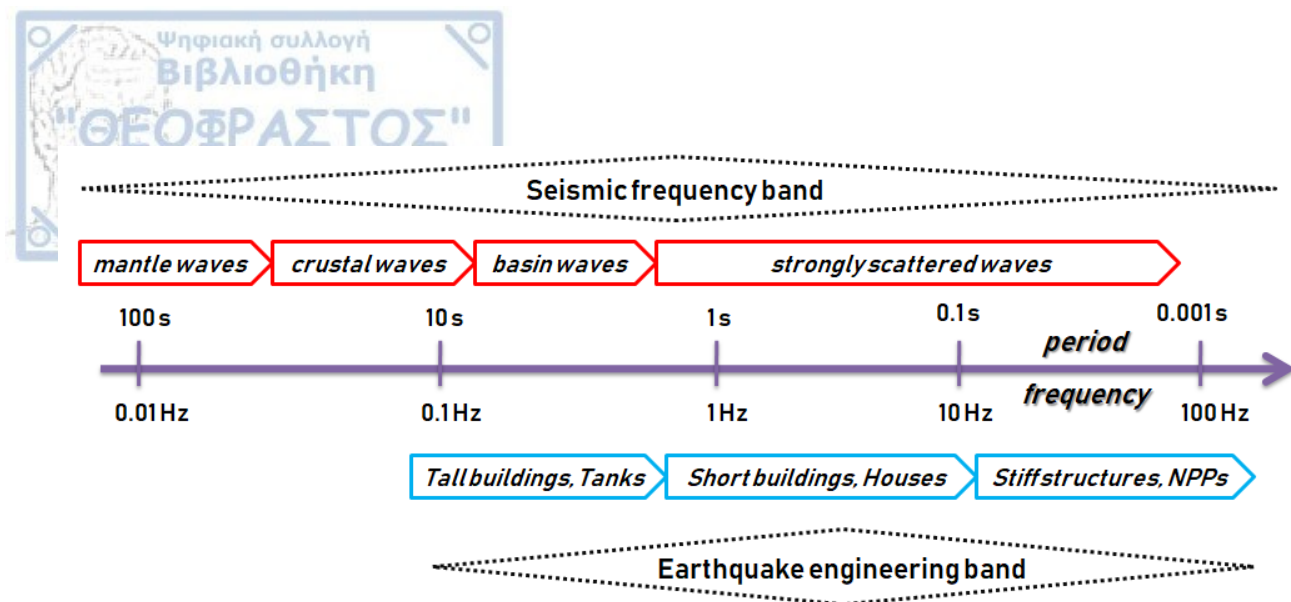 Ψηφιακή συλλογή
Βιβλιοθήκη
"ΘΕΟΦΡΑΣΤΟΣ"
Seismic frequency band
mantle waves crustal waves basin waves strongly scattered waves
100 s 10 s 1s 0.1 s 0.001 s
period
frequency
0.01 Hz 0.1 Hz 1 Hz 10 Hz 100 Hz
Tall buildings, Tanks Short buildings, Houses Stiff structures, NPPs
Earthquake engineering band